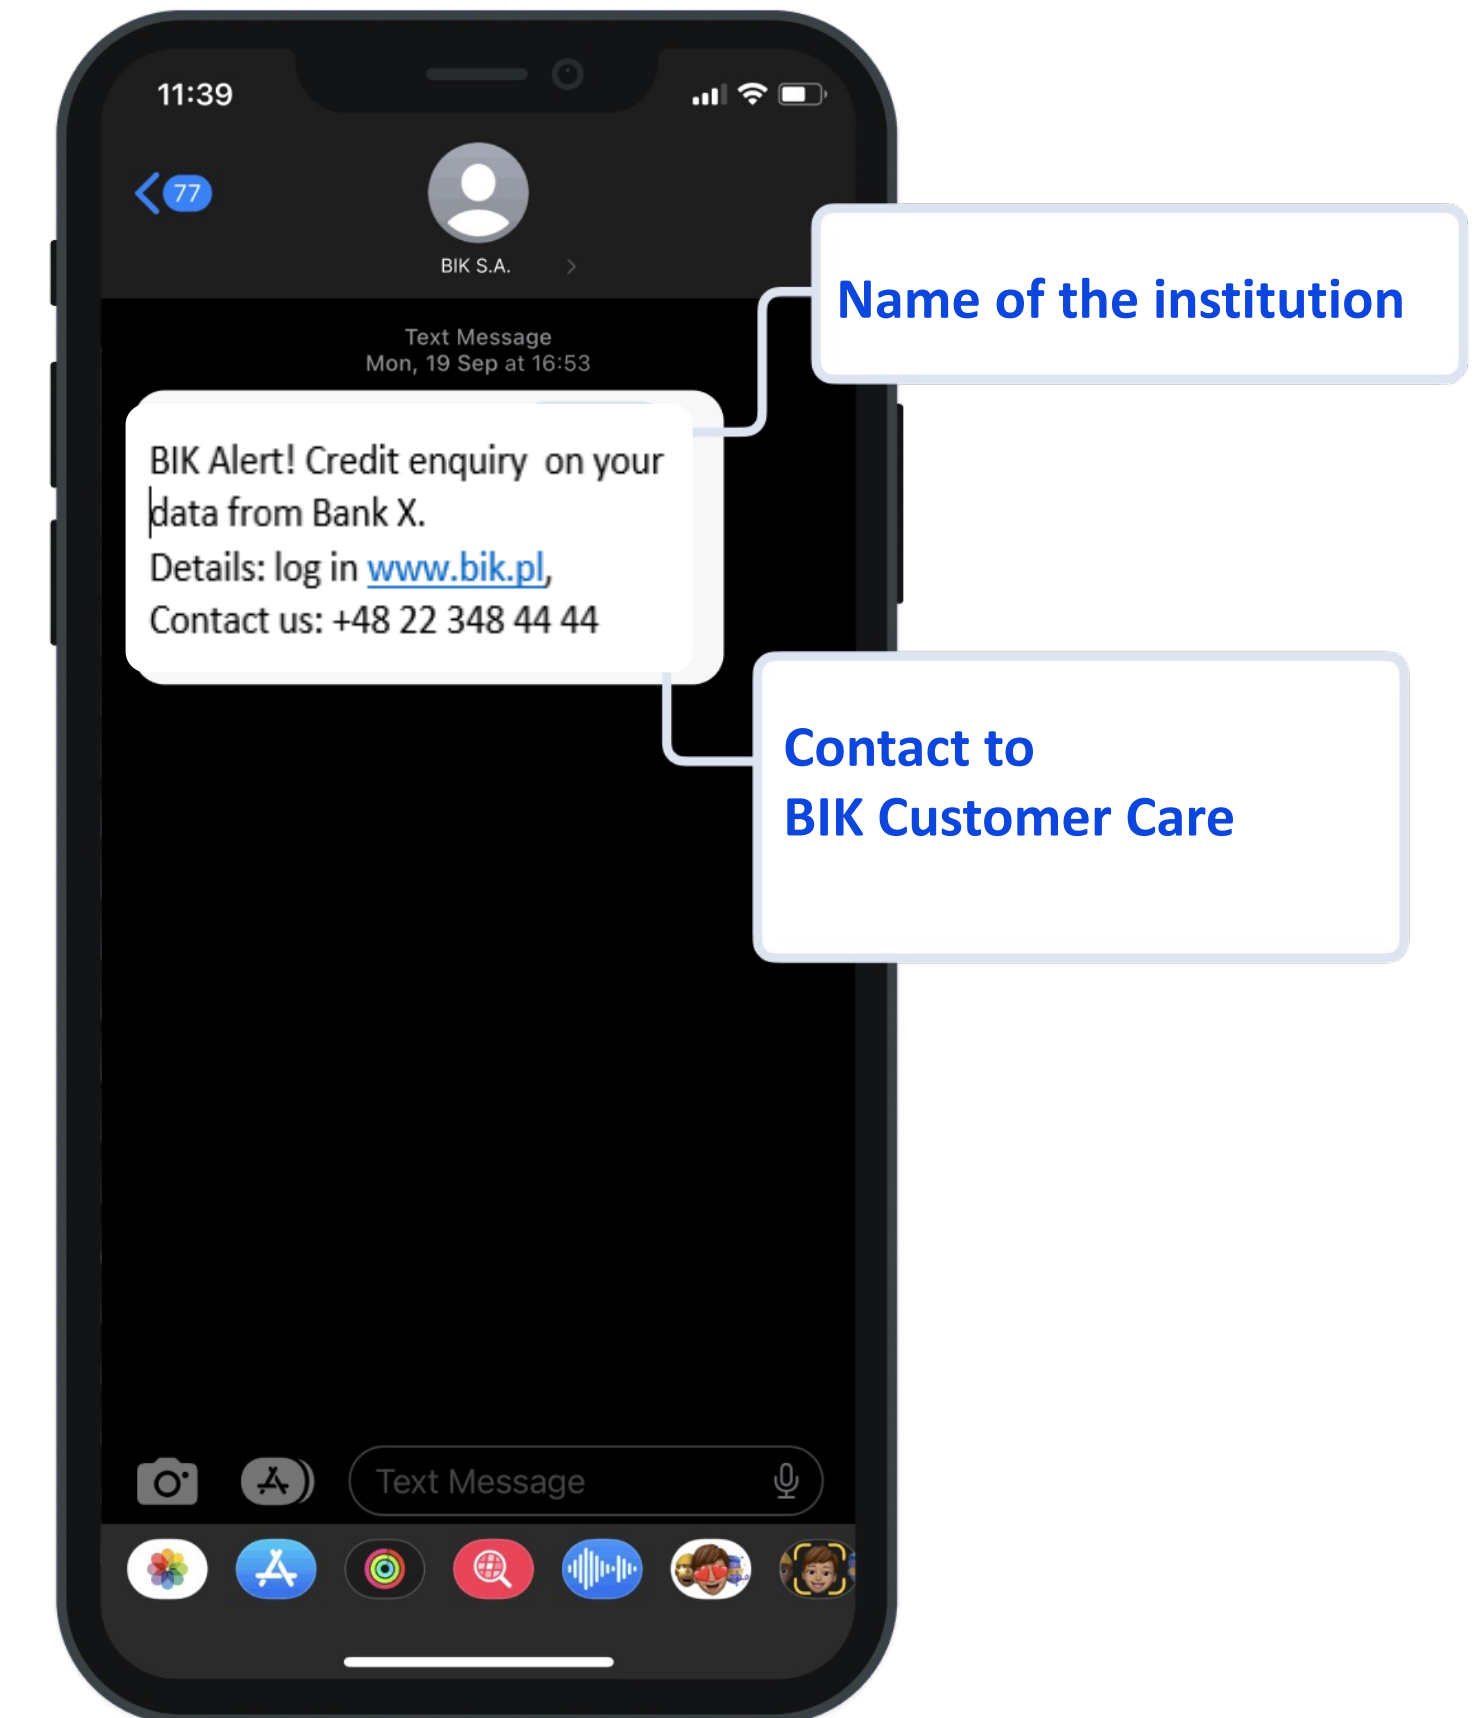 11:39
77
BIK S.A.
Text Message
Mon, 19 Sep at 16:53
BIK Alert! Credit enquiry on your
data from Bank X.
Details: log in www.bik.pl,
Contact us: +48 22 348 44 44
Name of the institution
Contact to
BIK Customer Care
Text Message